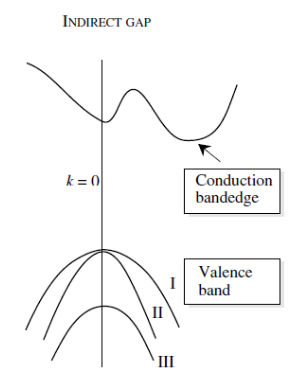 INDIRECT GAP
k = 0
Conduction
bandedge
I
Valence
band
II
III